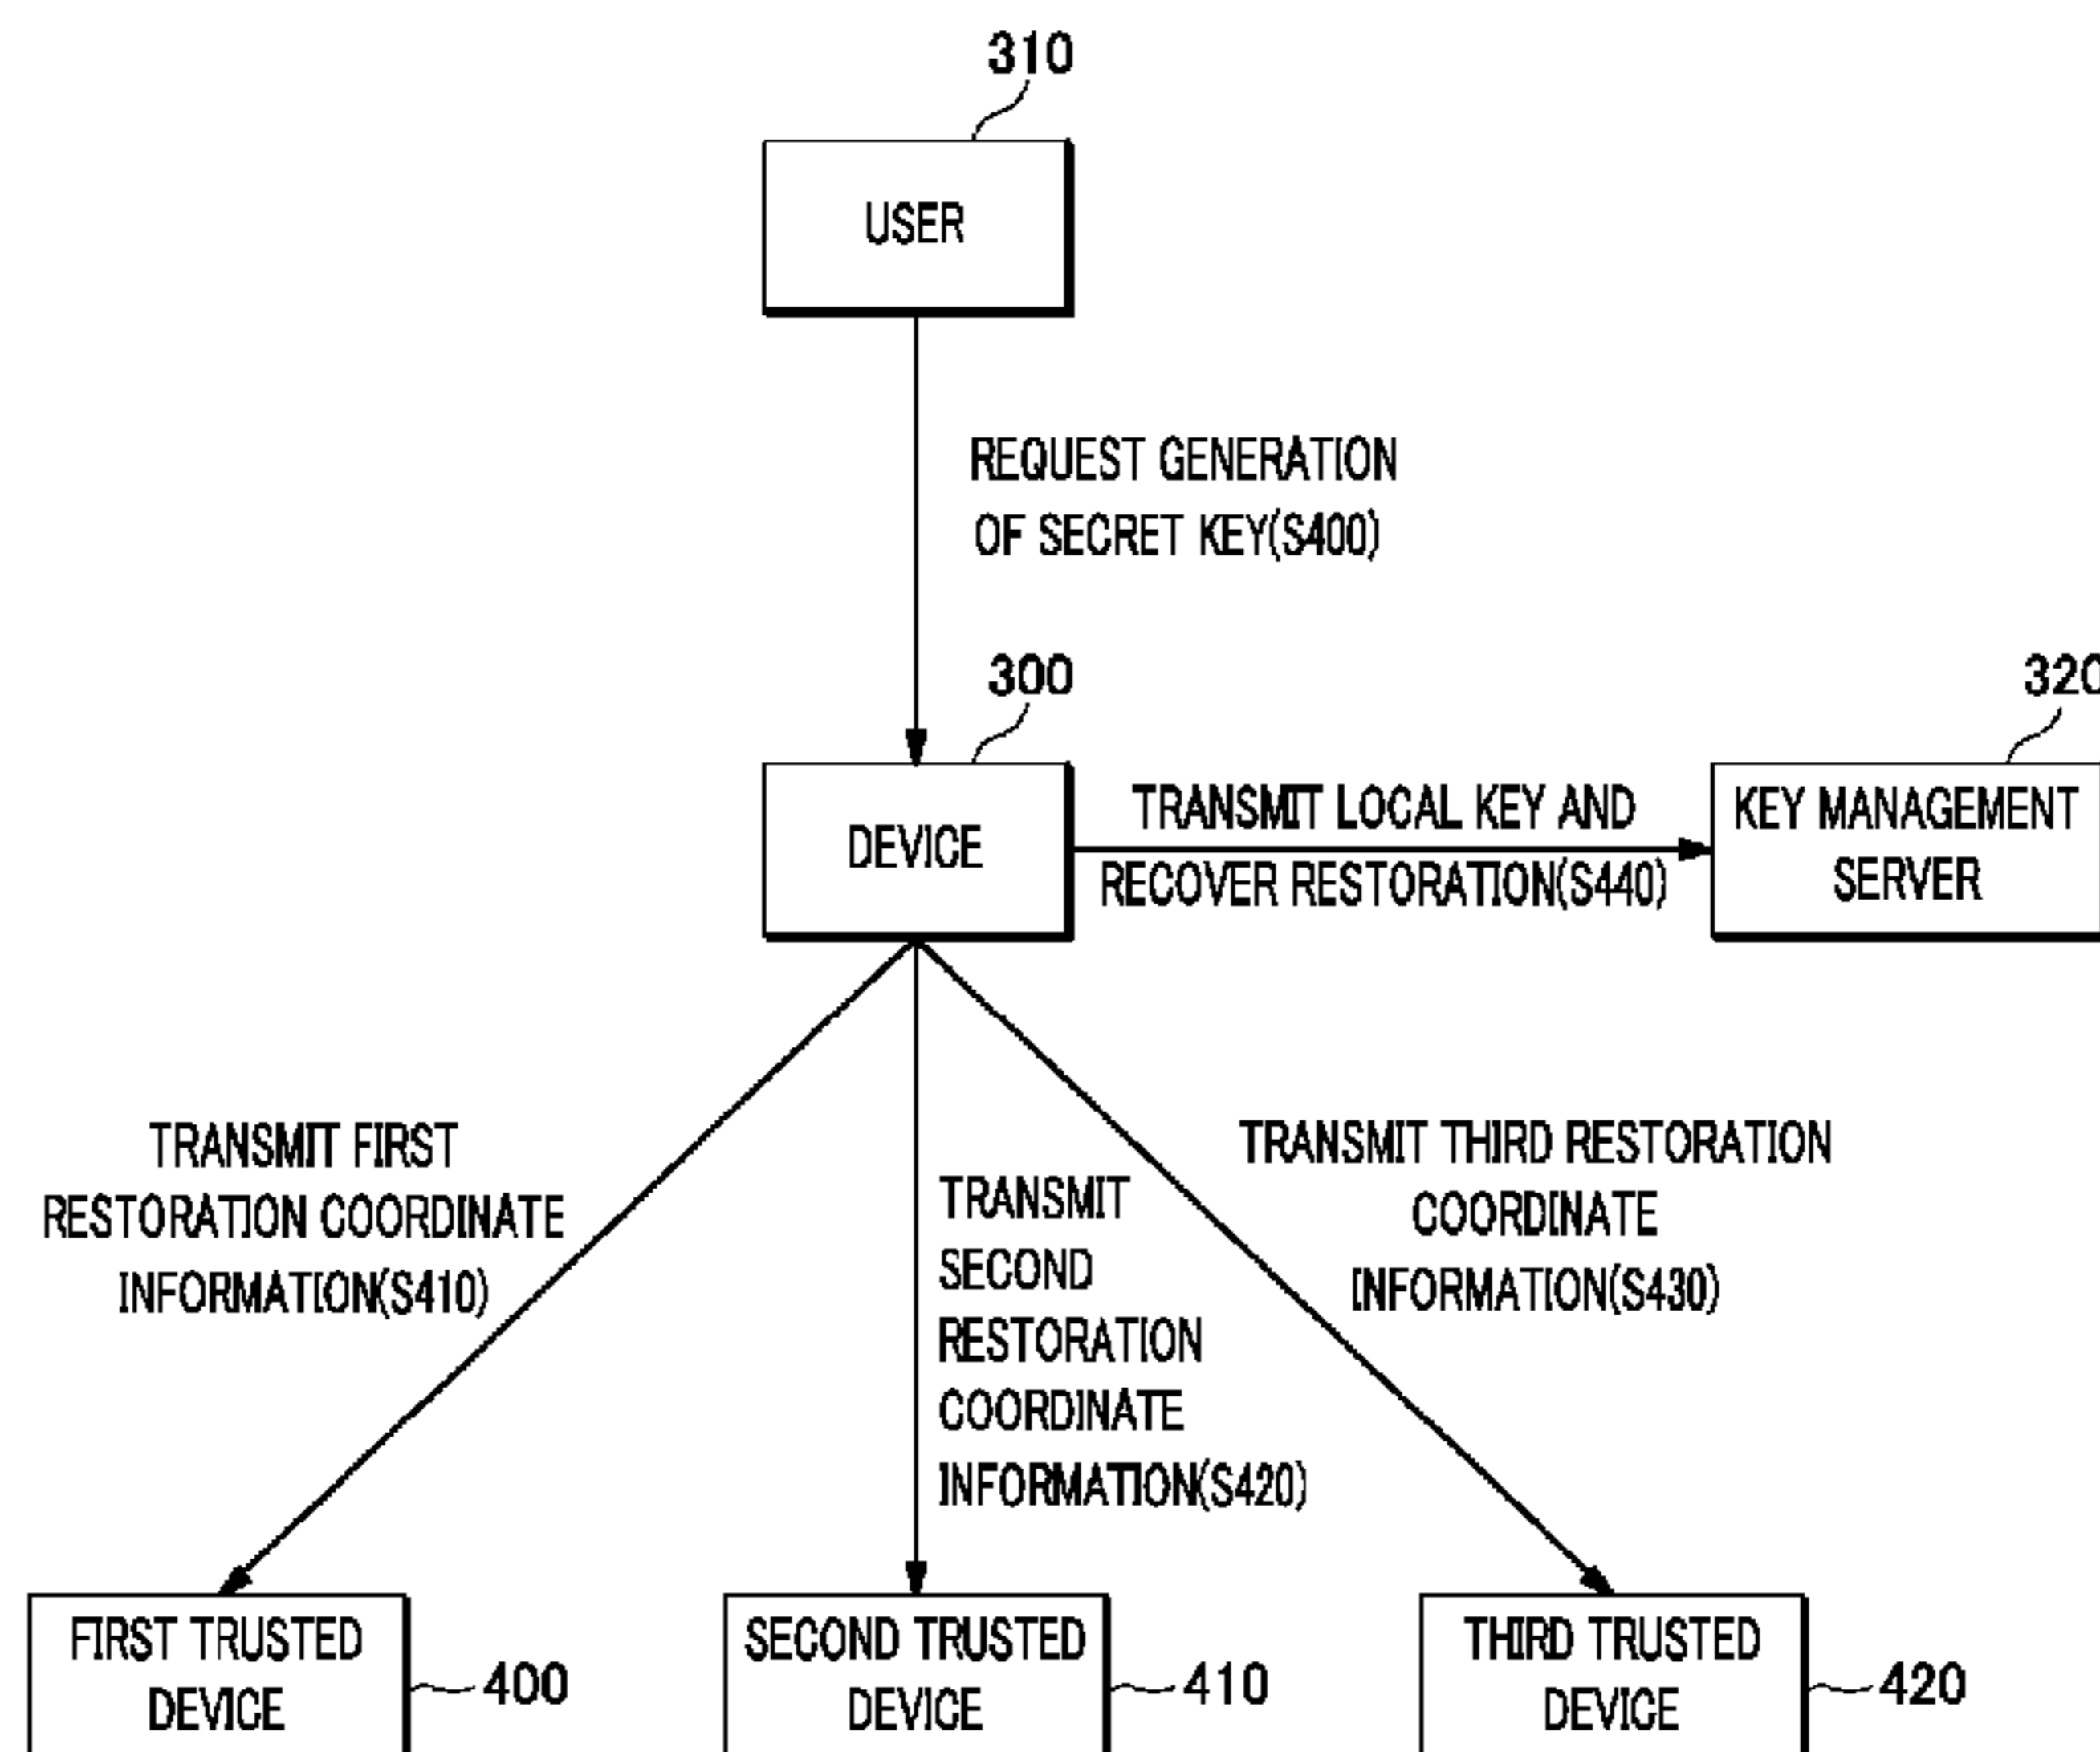 310
USER
REQUEST GENERATION
OF SECRET KEY(S400)
300
320
DEVICE
TRANSMIT LOCAL KEY AND
RECOVER RESTORATION(S440)
KEY MANAGEMENT
SERVER
TRANSMIT FIRST
RESTORATION COORDINATE
INFORMATION(S410)
TRANSMIT
SECOND
RESTORATION
COORDINATE
INFORMATION(S420)
TRANSMIT THIRD RESTORATION
COORDINATE
INFORMATION(S430)
FIRST TRUSTED
DEVICE
400
SECOND TRUSTED
DEVICE
410
THIRD TRUSTED
DEVICE
420